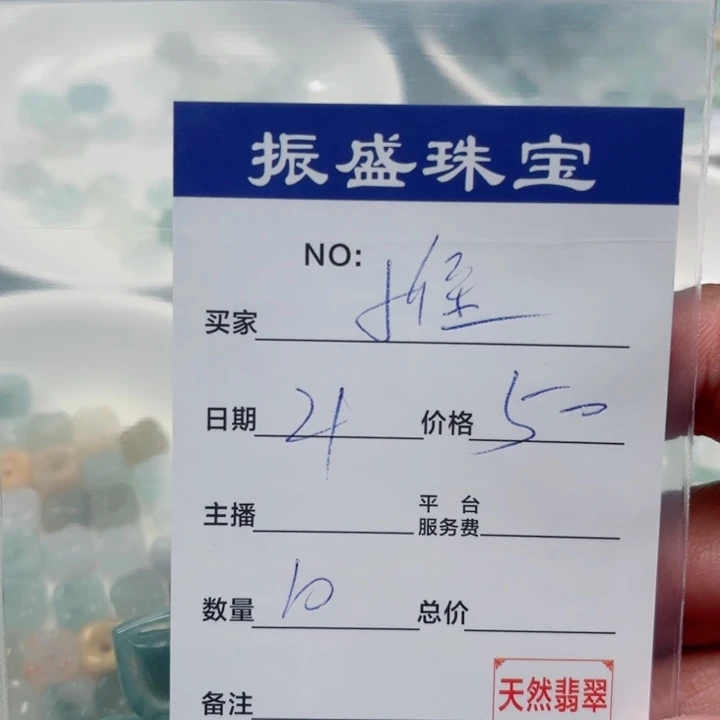 振盛珠宝
NO:
买家
日期 21 价格 50
主播 平台服务费
数量 10 总价
备注 天然翡翠